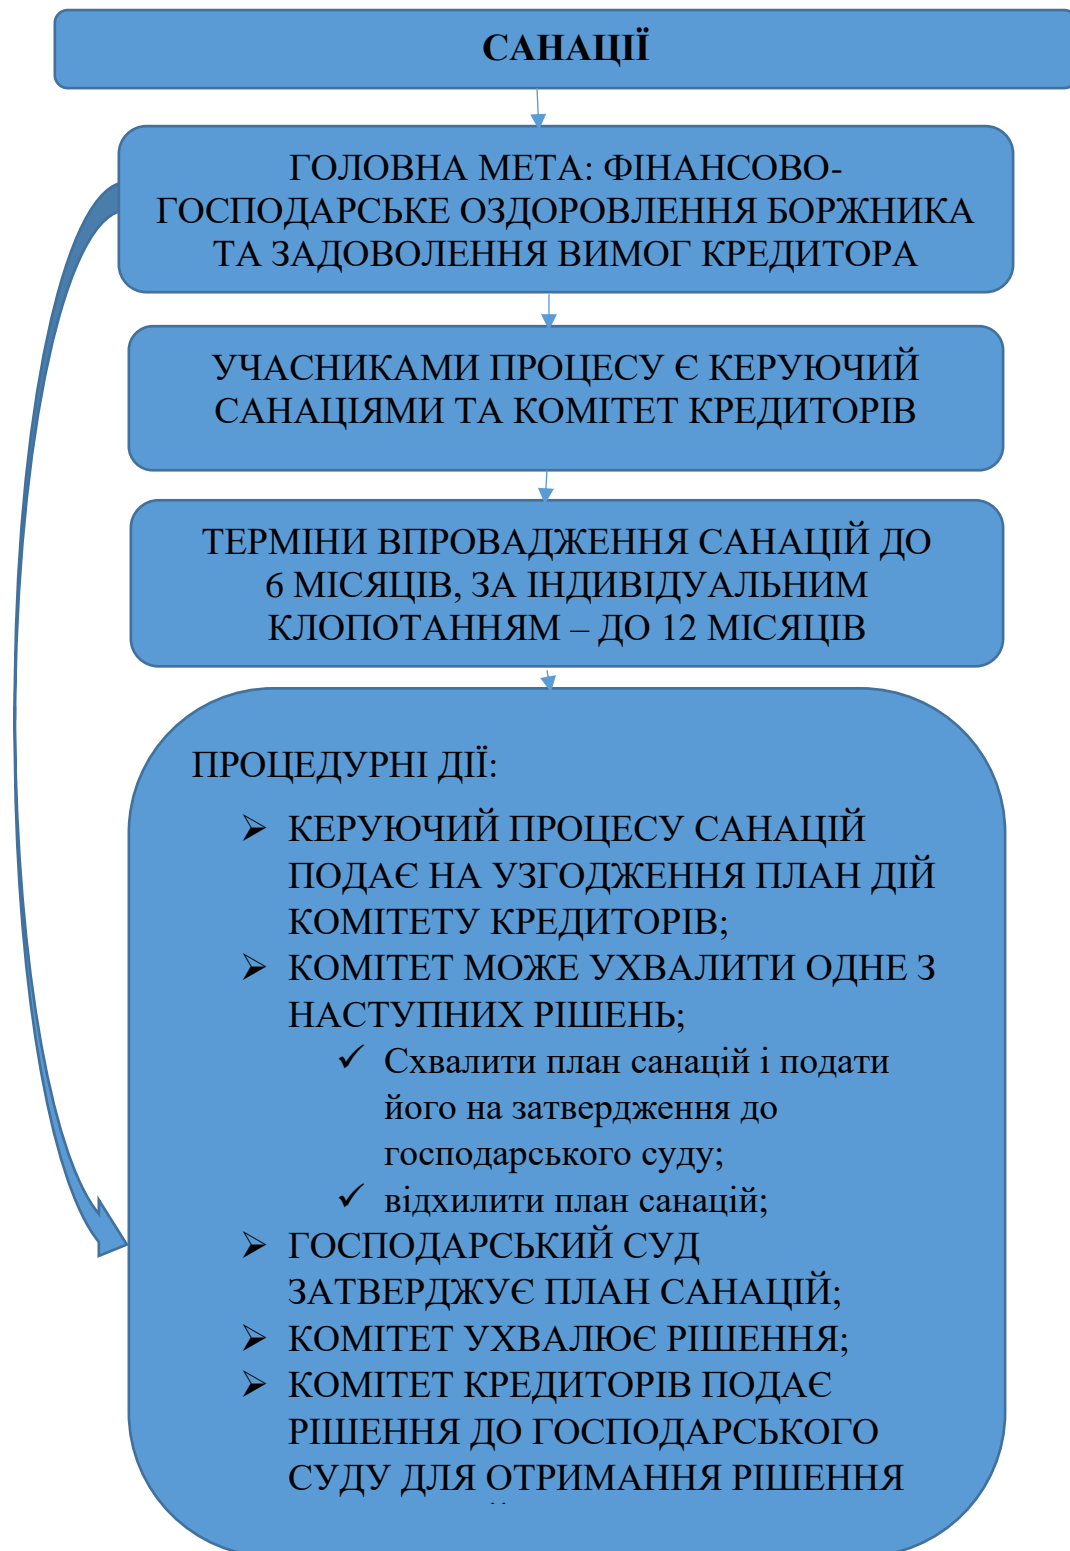 САНАЦІЇ
ГОЛОВНА МЕТА: ФІНАНСОВО-
ГОСПОДАРСЬКЕ ОЗДОРОВЛЕННЯ БОРЖНИКА
ТА ЗАДОВОЛЕННЯ ВИМОГ КРЕДИТОРА
УЧАСНИКАМИ ПРОЦЕСУ Є КЕРУЮЧИЙ
САНАЦІЯМИ ТА КОМІТЕТ КРЕДИТОРІВ
ТЕРМІНИ ВПРОВАДЖЕННЯ САНАЦІЙ ДО
6 МІСЯЦІВ, ЗА ІНДИВІДУАЛЬНИМ
КЛОПОТАННЯМ – ДО 12 МІСЯЦІВ
ПРОЦЕДУРНІ ДІЇ:
➢ КЕРУЮЧИЙ ПРОЦЕСУ САНАЦІЙ
ПОДАЄ НА УЗГОДЖЕННЯ ПЛАН ДІЙ
КОМІТЕТУ КРЕДИТОРІВ;
➢ КОМІТЕТ МОЖЕ УХВАЛИТИ ОДНЕ З
НАСТУПНИХ РІШЕНЬ;
✓ Схвалити план санацій і подати
його на затвердження до
господарського суду;
✓ відхилити план санацій;
➢ ГОСПОДАРСЬКИЙ СУД
ЗАТВЕРДЖУЄ ПЛАН САНАЦІЙ;
➢ КОМІТЕТ УХВАЛЮЄ РІШЕННЯ;
➢ КОМІТЕТ КРЕДИТОРІВ ПОДАЄ
РІШЕННЯ ДО ГОСПОДАРСЬКОГО
СУДУ ДЛЯ ОТРИМАННЯ РІШЕННЯ